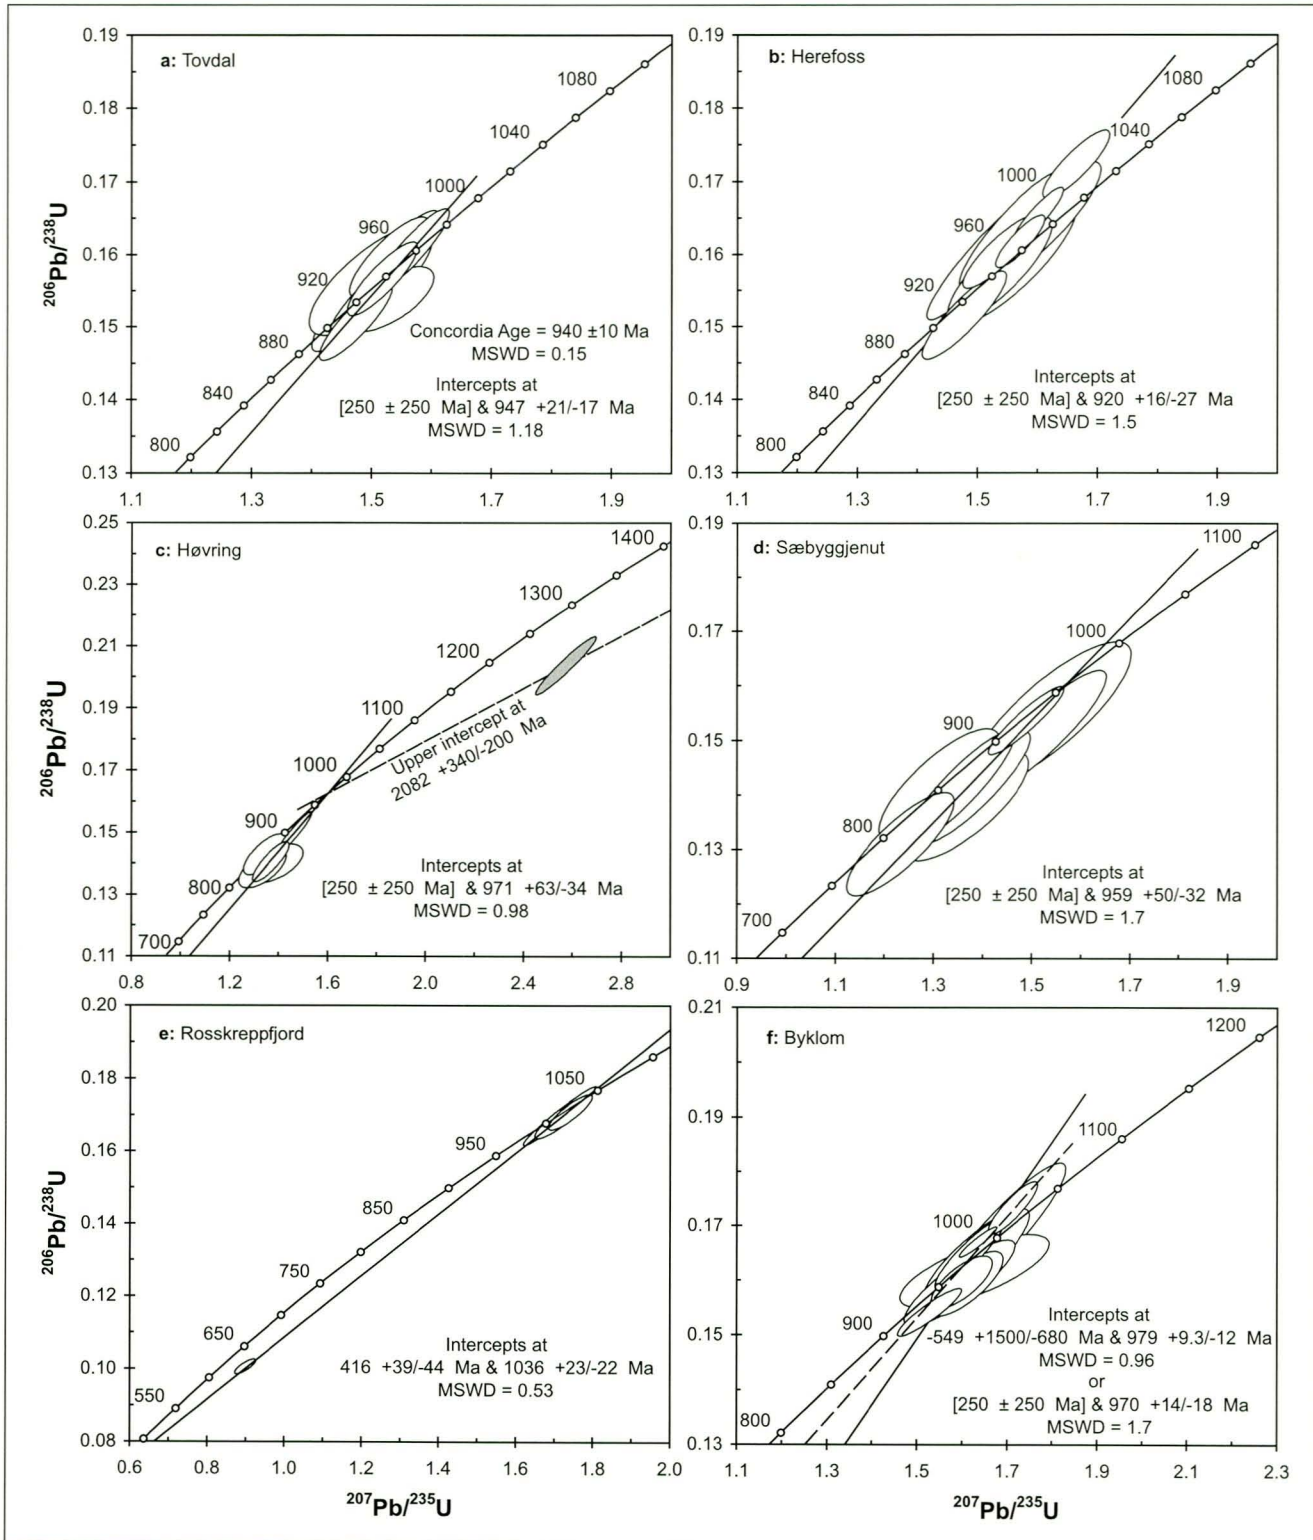 a: Tovdal
0.19
0.18
0.17
0.16
0.15
0.14
0.13
206Pb/238U
1080
1040
1000
960
920
880
840
800
Concordia Age = 940 ±10 Ma
MSWD = 0.15
Intercepts at
[250 ± 250 Ma] & 947 +21/-17 Ma
MSWD = 1.18
1.1 1.3 1.5 1.7 1.9
b: Herefoss
0.19
0.18
0.17
0.16
0.15
0.14
0.13
1080
1040
1000
960
920
880
840
800
Intercepts at
[250 ± 250 Ma] & 920 +16/-27 Ma
MSWD = 1.5
1.1 1.3 1.5 1.7 1.9
c: Høvring
0.25
0.23
0.21
0.19
0.17
0.15
0.13
0.11
206Pb/238U
1400
1300
1200
1100
1000
900
800
700
Upper intercept at
2082 +340/-200 Ma
Intercepts at
[250 ± 250 Ma] & 971 +63/-34 Ma
MSWD = 0.98
0.8 1.2 1.6 2.0 2.4 2.8
d: Sæbyggjenut
0.19
0.17
0.15
0.13
0.11
1100
1000
900
800
700
Intercepts at
[250 ± 250 Ma] & 959 +50/-32 Ma
MSWD = 1.7
0.9 1.1 1.3 1.5 1.7 1.9
e: Rosskreppfjord
0.20
0.18
0.16
0.14
0.12
0.10
0.08
206Pb/238U
1050
950
850
750
650
550
Intercepts at
416 +39/-44 Ma & 1036 +23/-22 Ma
MSWD = 0.53
0.6 0.8 1.0 1.2 1.4 1.6 1.8 2.0
207Pb/235U
f: Byklom
0.21
0.19
0.17
0.15
0.13
1200
1100
1000
900
800
Intercepts at
-549 +1500/-680 Ma & 979 +9.3/-12 Ma
MSWD = 0.96
or
[250 ± 250 Ma] & 970 +14/-18 Ma
MSWD = 1.7
1.1 1.3 1.5 1.7 1.9 2.1 2.3
207Pb/235U